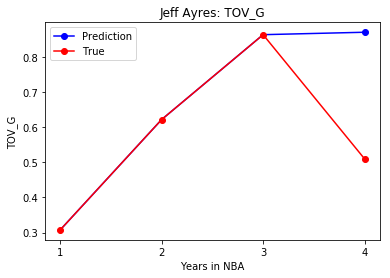 Jeff Ayres: TOV_G
Prediction
True
0.8
0.7
0.6
0.5
0.4
0.3
TOV_G
1 2 3 4
Years in NBA